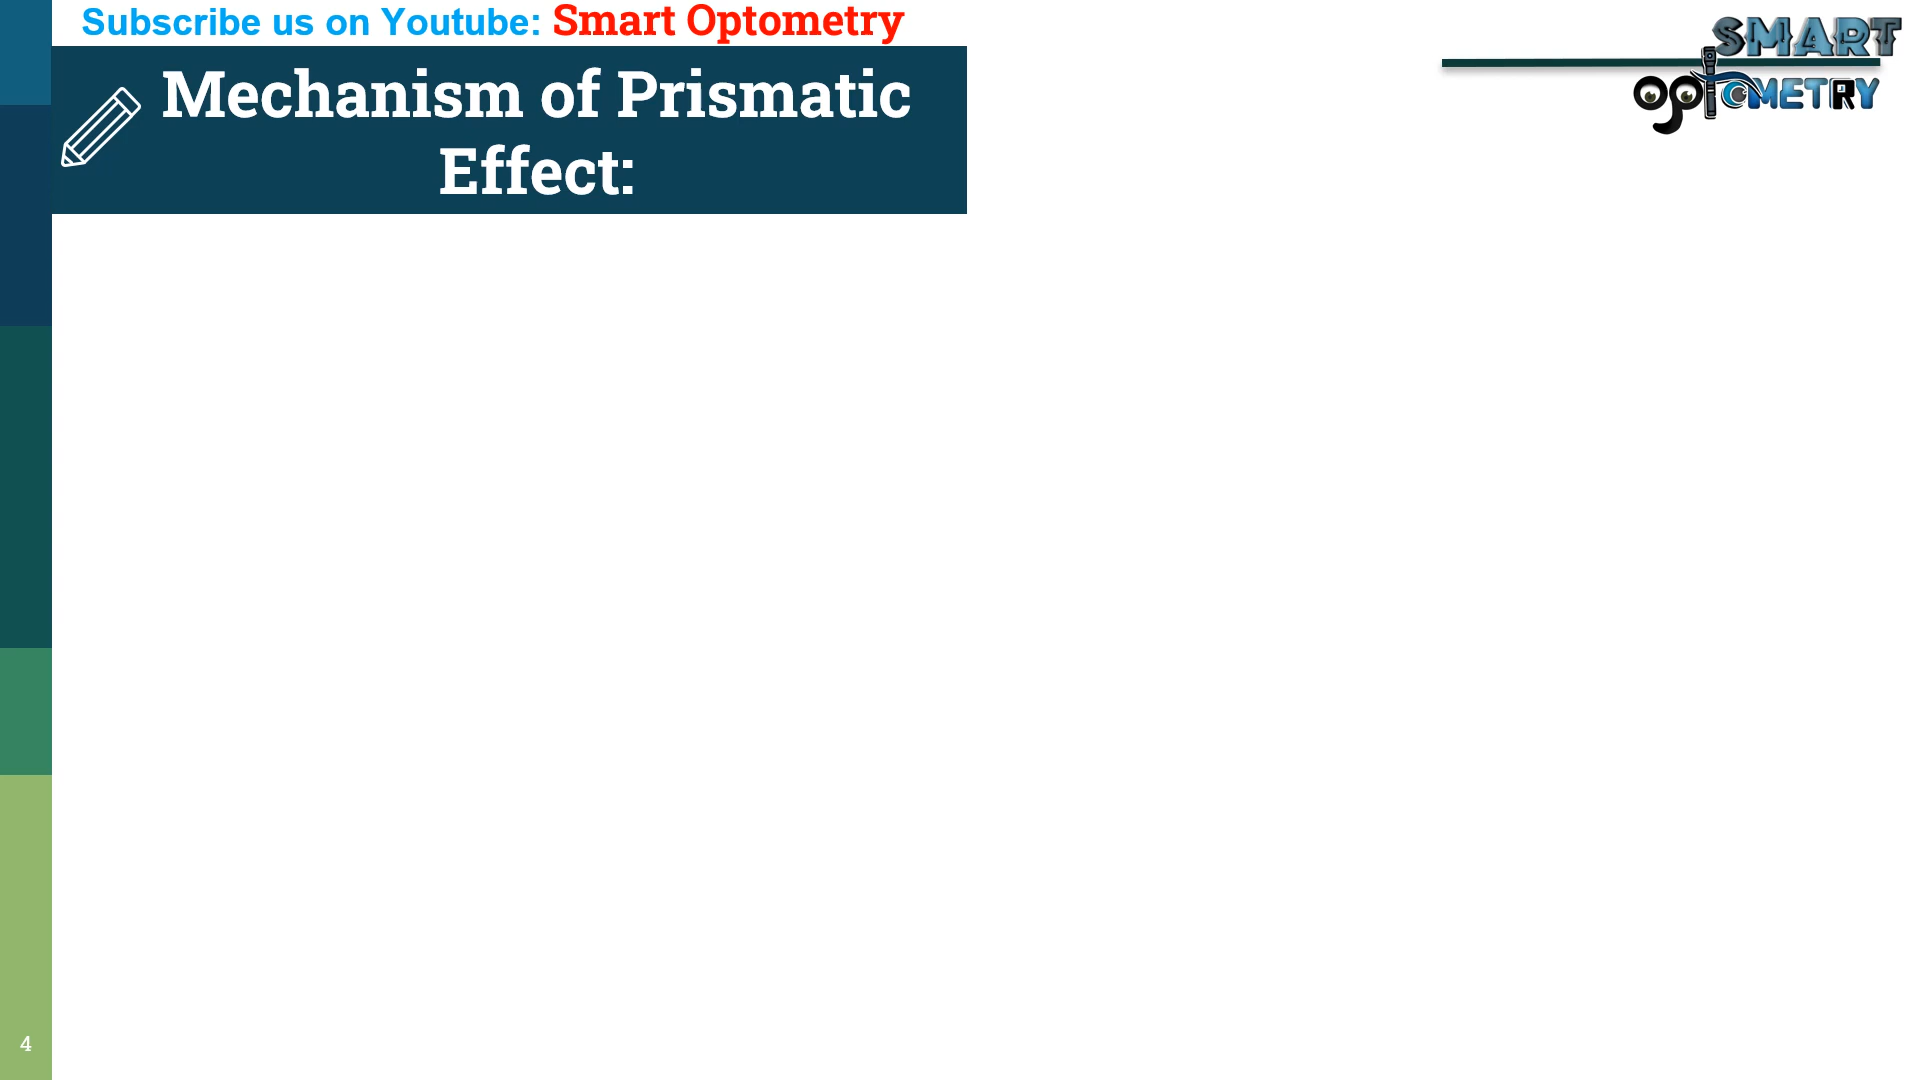 Subscribe us on Youtube: Smart Optometry
SMART
OPTOMETRY
Mechanism of Prismatic
Effect:
4